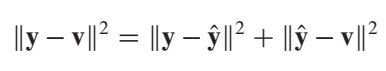 ‖y − v‖² = ‖y − ŷ‖² + ‖ŷ − v‖²